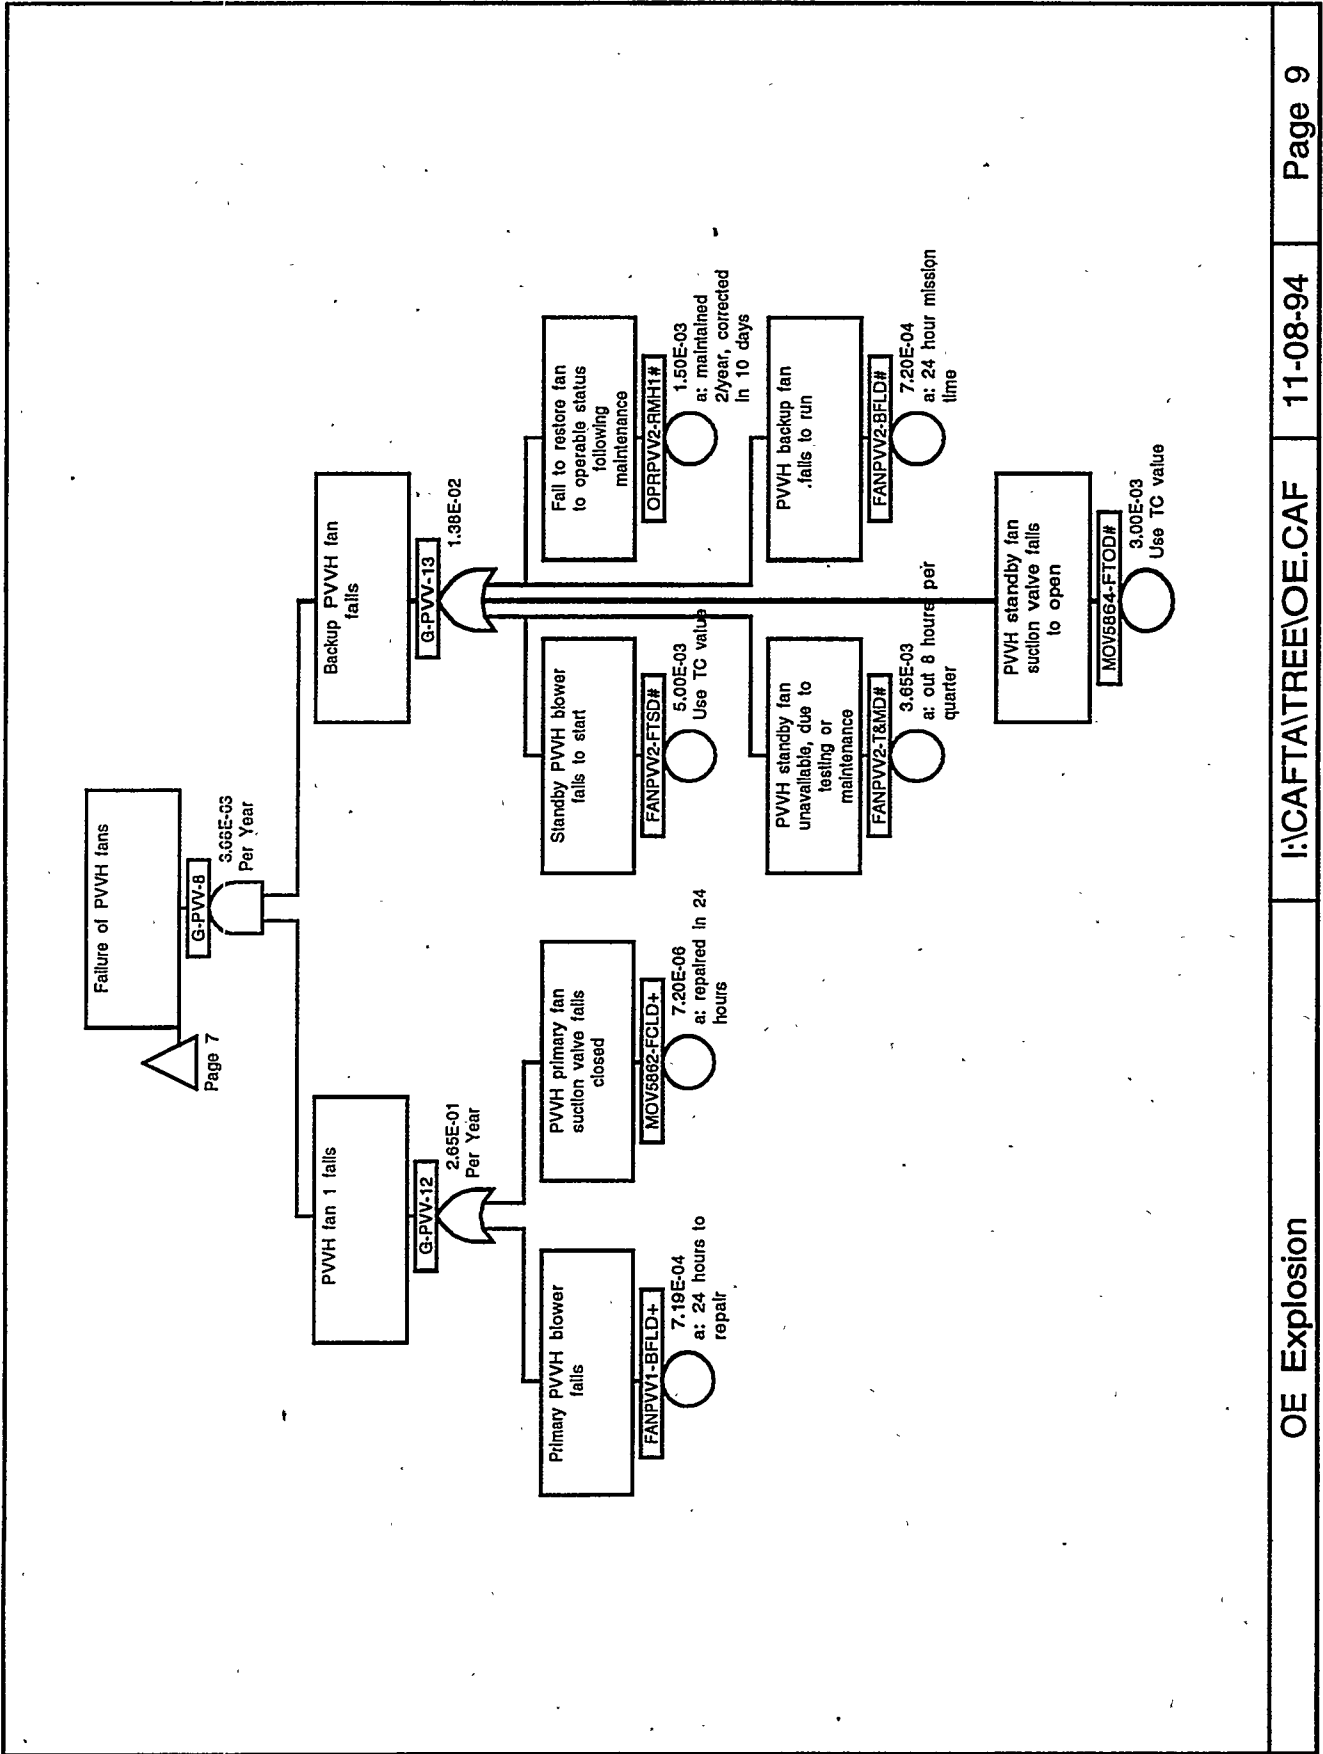 Failure of PVVH fans
G-PVV-8
3.66E-03
Per Year
Page 7
PVVH fan 1 fails
G-PVV-12
2.65E-01
Per Year
Backup PVVH fan
fails
G-PVV-13
1.38E-02
Primary PVVH blower
fails
FANPVV1-BFLD+
7.19E-04
a: 24 hours to
repair
PVVH primary fan
suction valve fails
closed
MOV5862-FCLD+
7.20E-06
a: repaired in 24
hours
Standby PVVH blower
fails to start
FANPVV2-FTSD#
5.00E-03
Use TC value
Fail to restore fan
to operable status
following
maintenance
OPRPVV2-RMH1#
1.50E-03
a: maintained
2/year, corrected
in 10 days
PVVH standby fan
unavailable, due to
testing or
maintenance
FANPVV2-T&MD#
3.65E-03
a: out 8 hours per
quarter
PVVH backup fan
fails to run
FANPVV2-BFLD#
7.20E-04
a: 24 hour mission
time
PVVH standby fan
suction valve fails
to open
MOV5864-FTOD#
3.00E-03
Use TC value
OE Explosion
I:\CAFTA\TREE\OE.CAF
11-08-94
Page 9